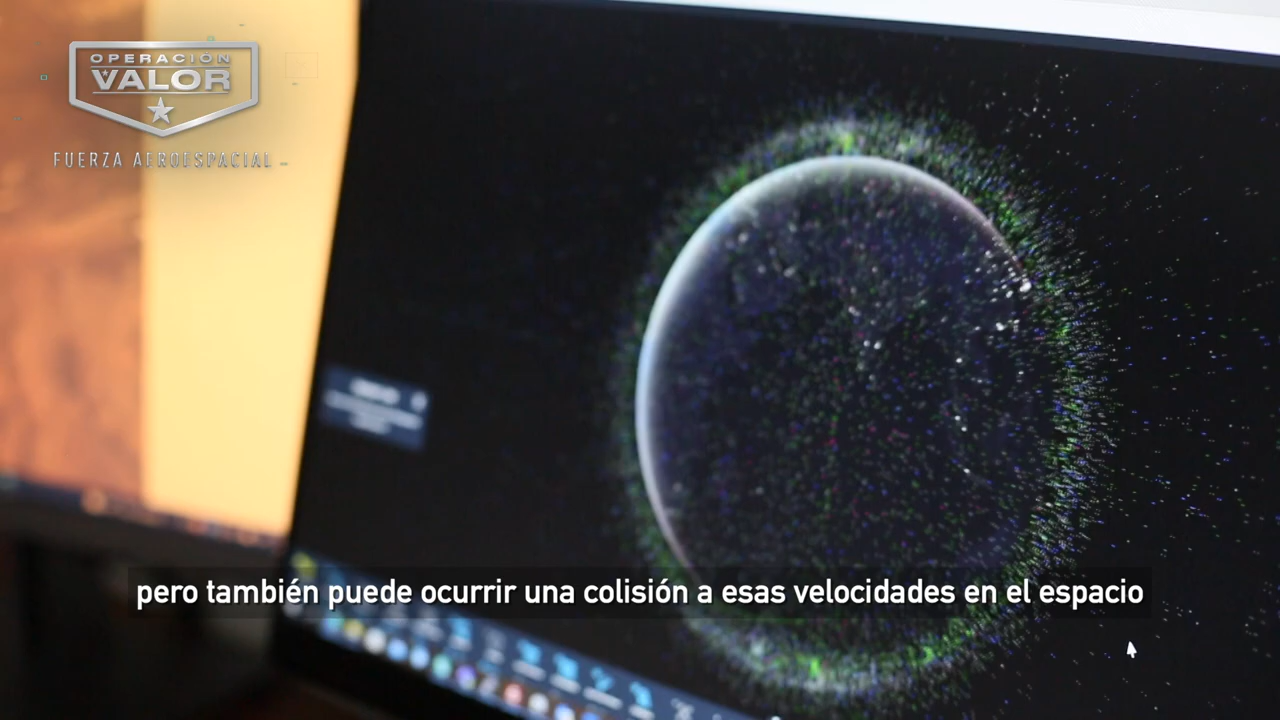 OPERACIÓN
VALOR
FUERZA AEROESPACIAL
pero también puede ocurrir una colisión a esas velocidades en el espacio